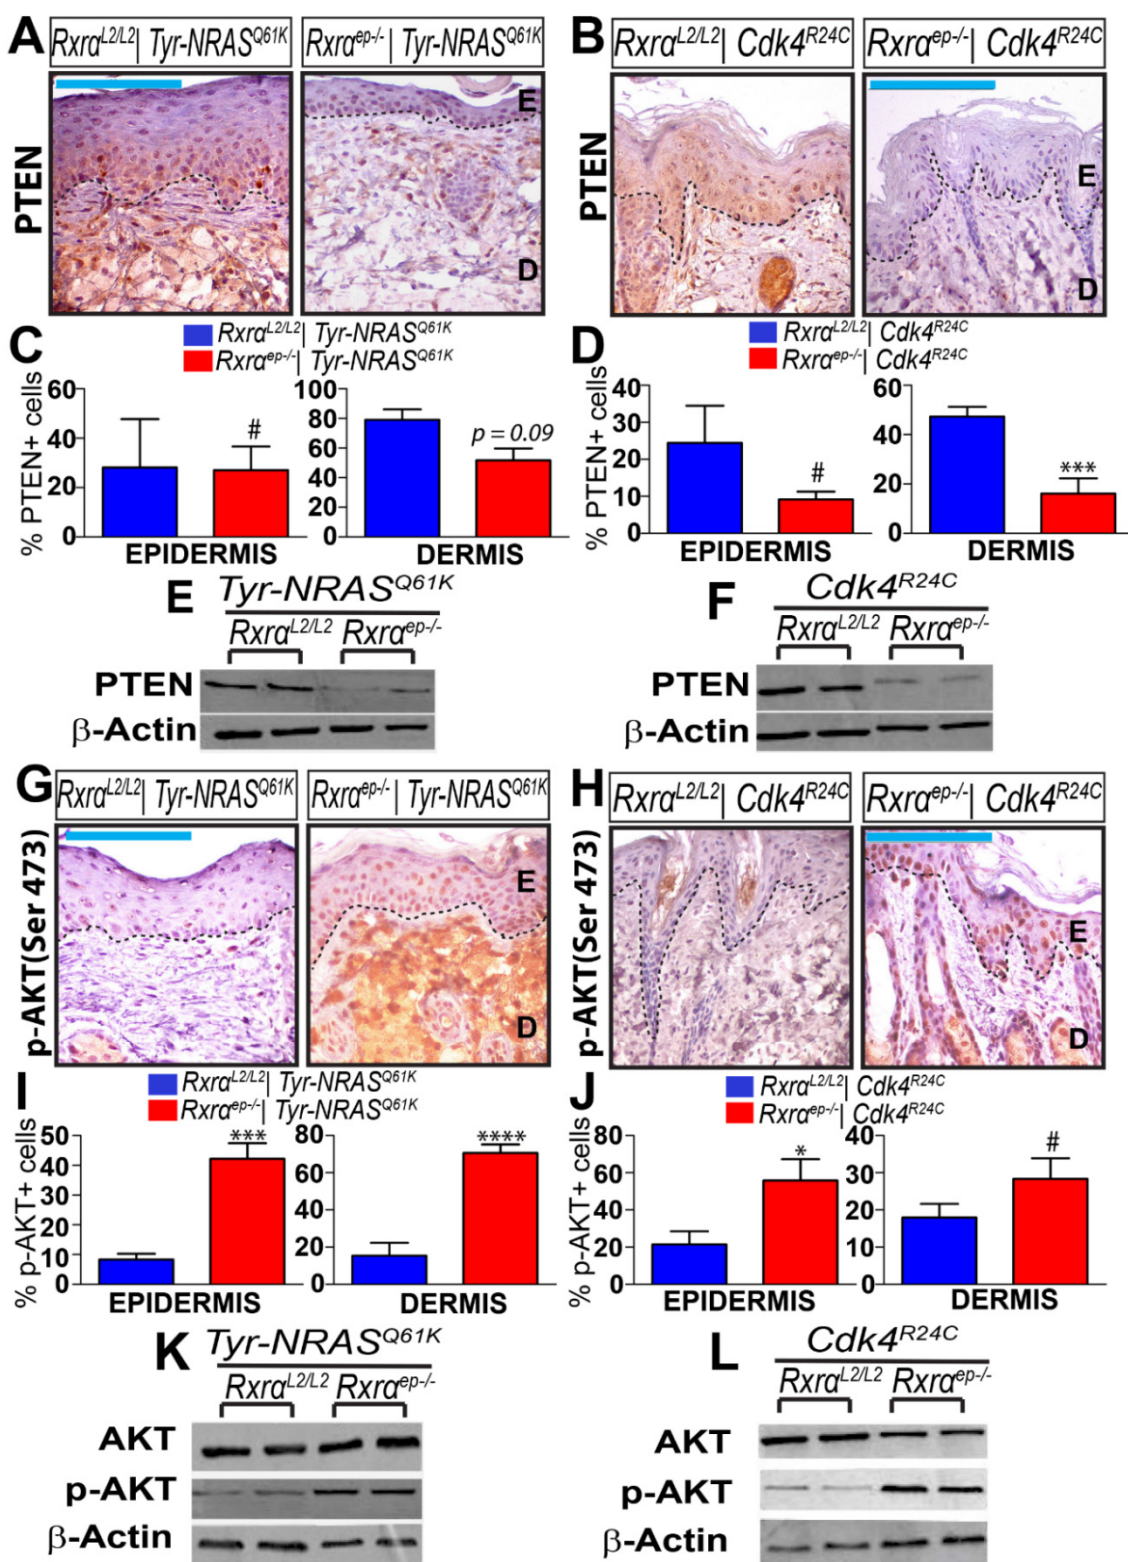 A Rxrα^L2/L2 | Tyr-NRAS^Q61K Rxrα^ep-/- | Tyr-NRAS^Q61K
PTEN
E
D
B Rxrα^L2/L2 | Cdk4^R24C Rxrα^ep-/- | Cdk4^R24C
PTEN
E
D
C Rxrα^L2/L2 | Tyr-NRAS^Q61K
Rxrα^ep-/- | Tyr-NRAS^Q61K
% PTEN+ cells
60
40
20
0
#
EPIDERMIS
100
80
60
40
20
0
p = 0.09
DERMIS
D Rxrα^L2/L2 | Cdk4^R24C
Rxrα^ep-/- | Cdk4^R24C
% PTEN+ cells
40
30
20
10
0
#
EPIDERMIS
60
40
20
0
***
DERMIS
E Tyr-NRAS^Q61K
Rxrα^L2/L2 Rxrα^ep-/-
PTEN
β-Actin
F Cdk4^R24C
Rxrα^L2/L2 Rxrα^ep-/-
PTEN
β-Actin
G Rxrα^L2/L2 | Tyr-NRAS^Q61K Rxrα^ep-/- | Tyr-NRAS^Q61K
p-AKT(Ser 473)
E
D
H Rxrα^L2/L2 | Cdk4^R24C Rxrα^ep-/- | Cdk4^R24C
p-AKT(Ser 473)
E
D
I Rxrα^L2/L2 | Tyr-NRAS^Q61K
Rxrα^ep-/- | Tyr-NRAS^Q61K
% p-AKT+ cells
50
40
30
20
10
0
***
EPIDERMIS
80
60
40
20
0
****
DERMIS
J Rxrα^L2/L2 | Cdk4^R24C
Rxrα^ep-/- | Cdk4^R24C
% p-AKT+ cells
80
60
40
20
0
*
EPIDERMIS
40
30
20
10
0
#
DERMIS
K Tyr-NRAS^Q61K
Rxrα^L2/L2 Rxrα^ep-/-
AKT
p-AKT
β-Actin
L Cdk4^R24C
Rxrα^L2/L2 Rxrα^ep-/-
AKT
p-AKT
β-Actin